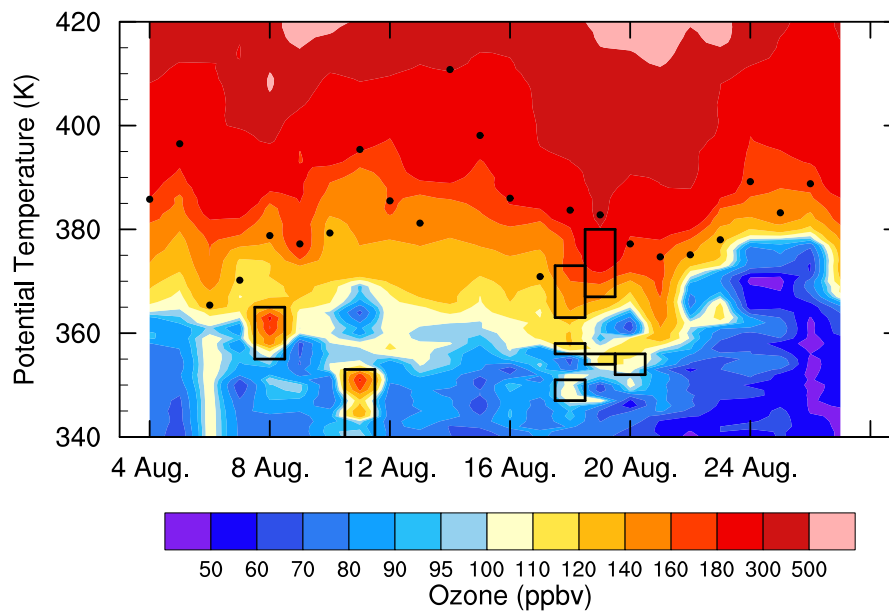 420
400
380
360
340
Potential Temperature (K)
4 Aug. 8 Aug. 12 Aug. 16 Aug. 20 Aug. 24 Aug.
50 60 70 80 90 95 100 110 120 140 160 180 300 500
Ozone (ppbv)